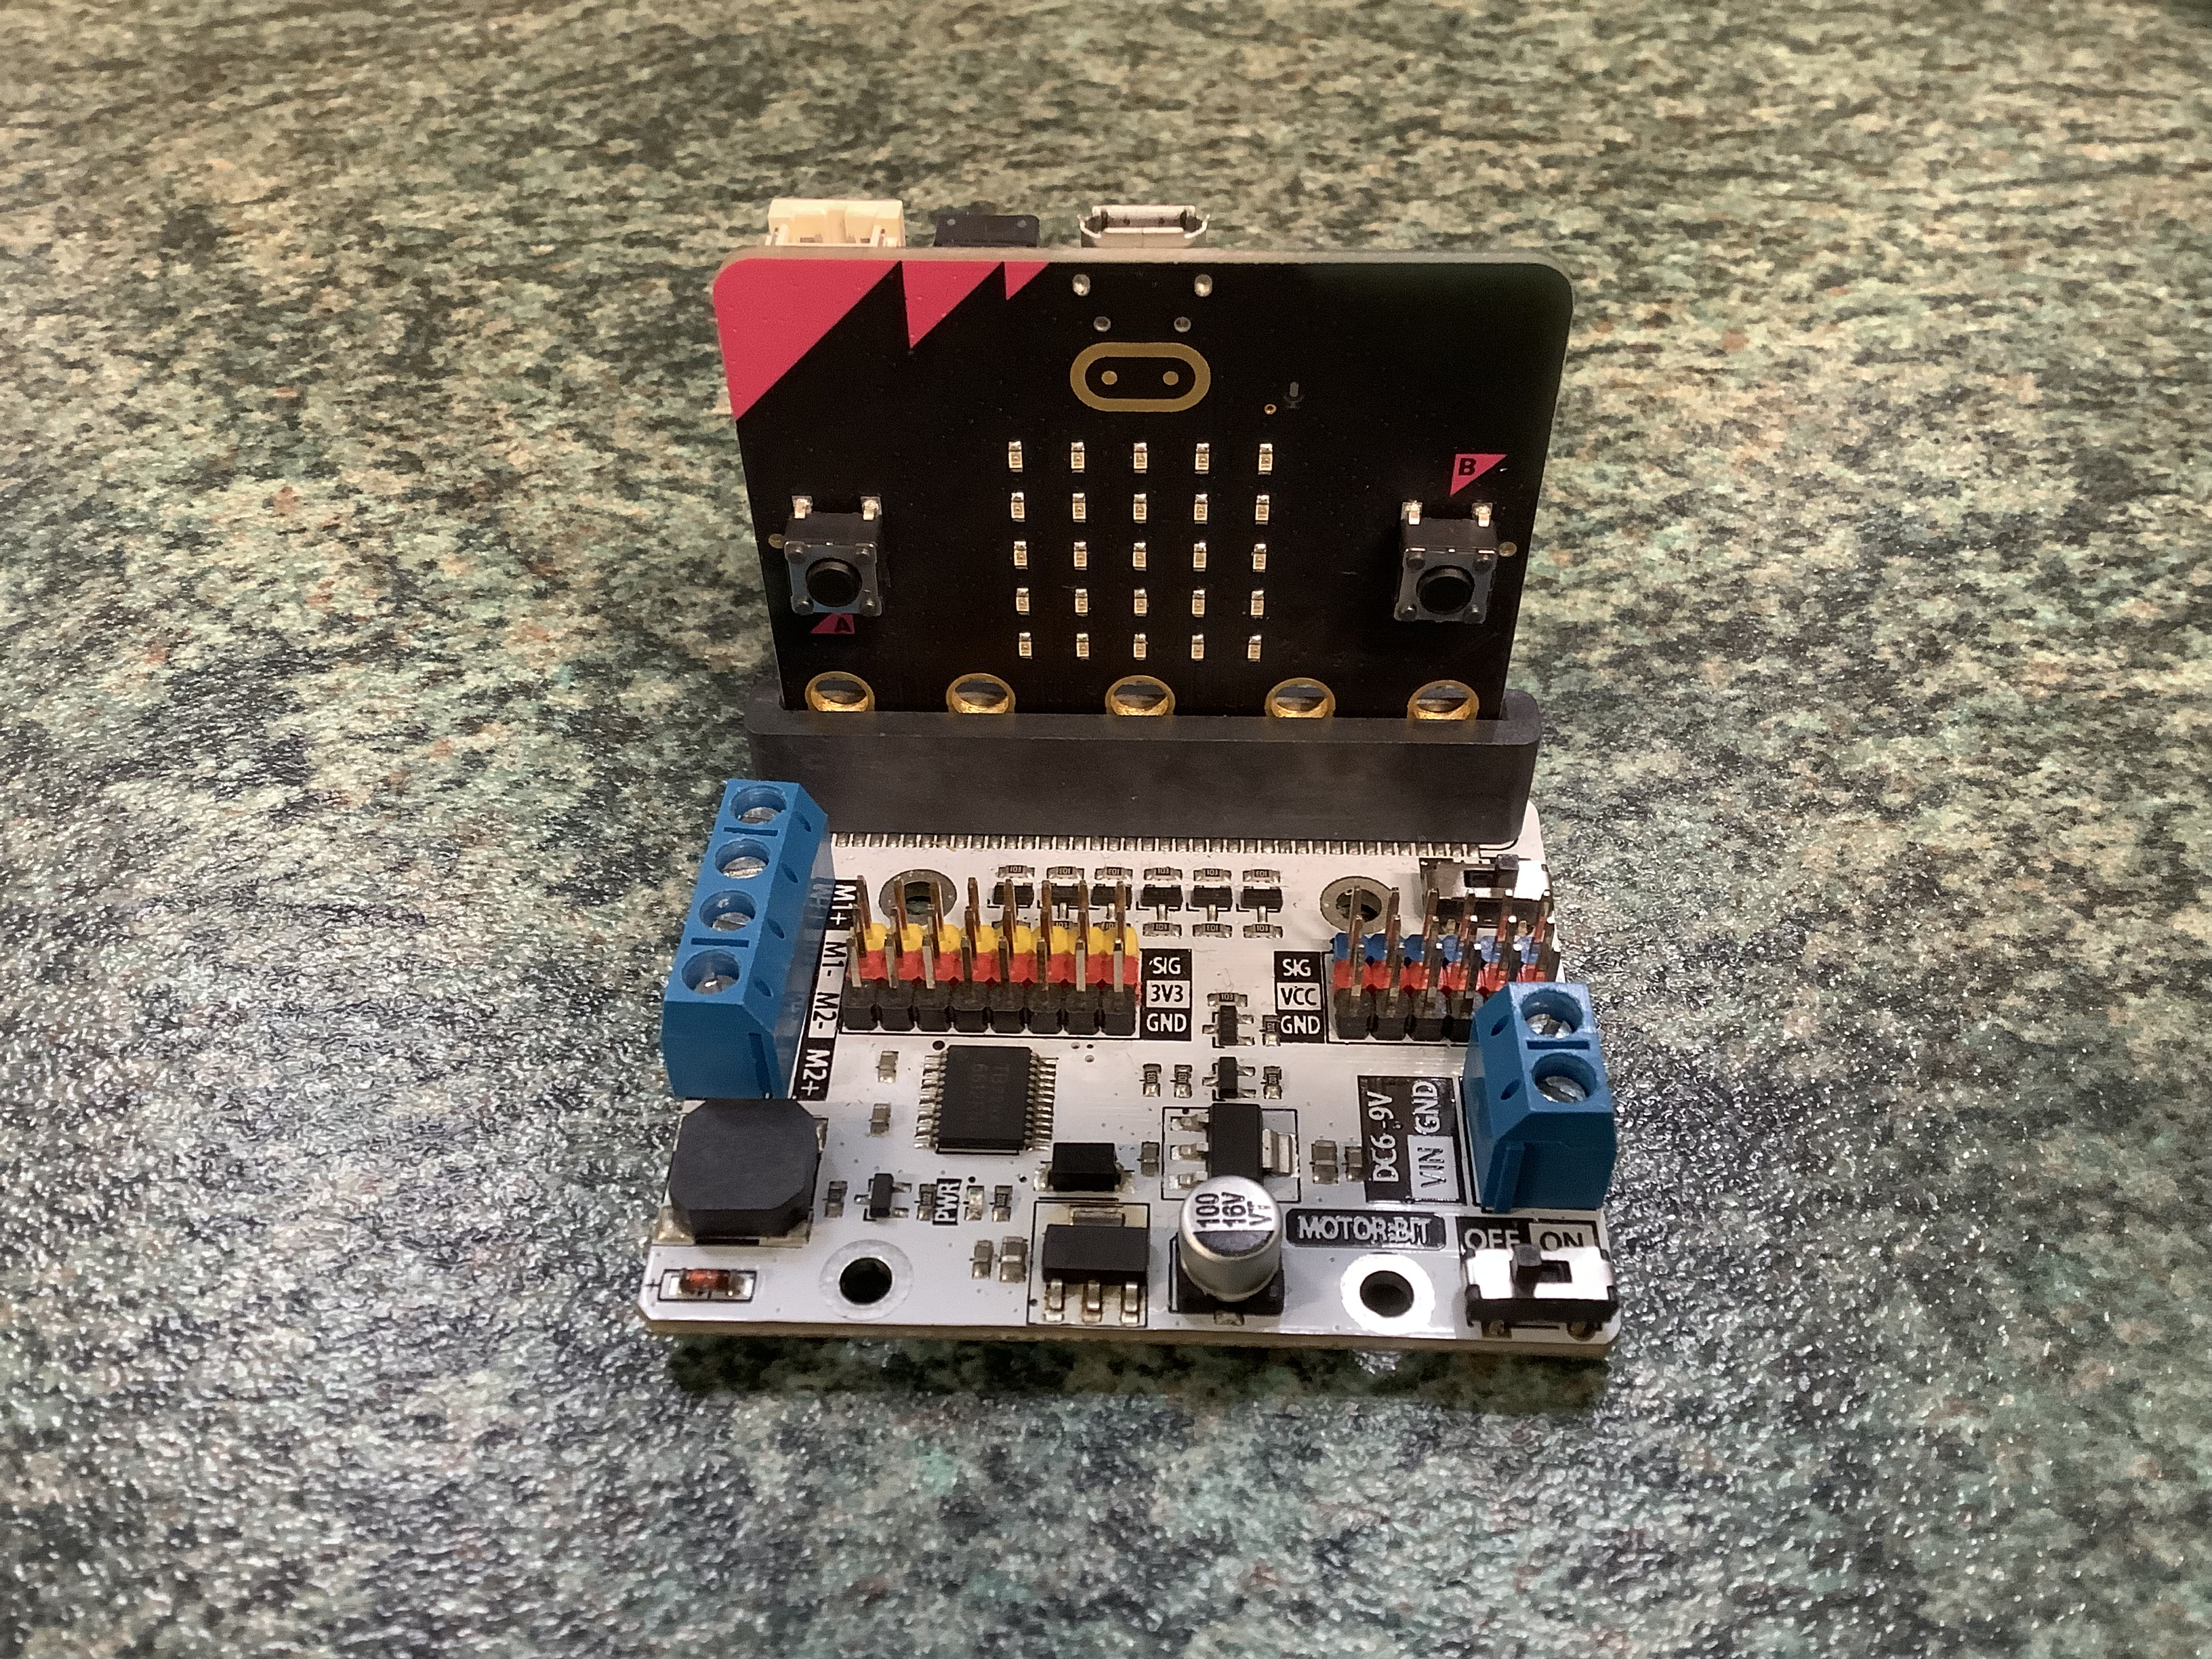 B
A
M1+ M1- M2- M2+
SIG
3V3
GND
SIG
VCC
GND
DC6-9V
VIN GND
PWR
100
16V
VT
MOTOR:BIT
OFF ON